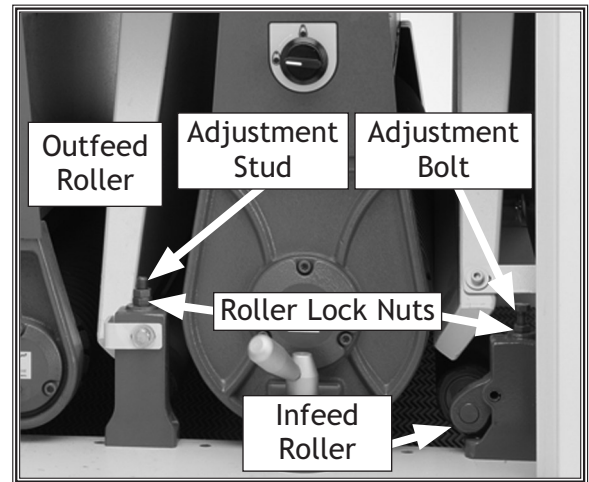 Outfeed
Roller
Adjustment
Stud
Adjustment
Bolt
Roller Lock Nuts
Infeed
Roller